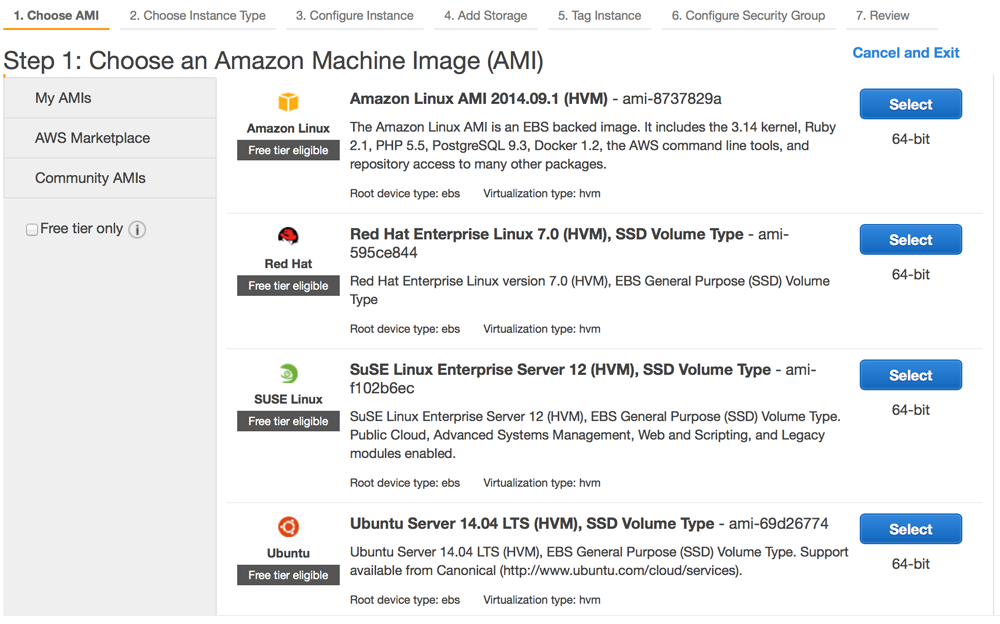 1. Choose AMI 2. Choose Instance Type 3. Configure Instance 4. Add Storage 5. Tag Instance 6. Configure Security Group 7. Review
Step 1: Choose an Amazon Machine Image (AMI)
Cancel and Exit
My AMIs
AWS Marketplace
Community AMIs
Free tier only
i
Amazon Linux
Free tier eligible
Amazon Linux AMI 2014.09.1 (HVM) - ami-8737829a
The Amazon Linux AMI is an EBS backed image. It includes the 3.14 kernel, Ruby
2.1, PHP 5.5, PostgreSQL 9.3, Docker 1.2, the AWS command line tools, and
repository access to many other packages.
Root device type: ebs Virtualization type: hvm
Select
64-bit
Red Hat
Free tier eligible
Red Hat Enterprise Linux 7.0 (HVM), SSD Volume Type - ami-
595ce844
Red Hat Enterprise Linux version 7.0 (HVM), EBS General Purpose (SSD) Volume
Type
Root device type: ebs Virtualization type: hvm
Select
64-bit
SUSE Linux
Free tier eligible
SuSE Linux Enterprise Server 12 (HVM), SSD Volume Type - ami-
f102b6ec
SuSE Linux Enterprise Server 12 (HVM), EBS General Purpose (SSD) Volume Type.
Public Cloud, Advanced Systems Management, Web and Scripting, and Legacy
modules enabled.
Root device type: ebs Virtualization type: hvm
Select
64-bit
Ubuntu
Free tier eligible
Ubuntu Server 14.04 LTS (HVM), SSD Volume Type - ami-69d26774
Ubuntu Server 14.04 LTS (HVM), EBS General Purpose (SSD) Volume Type. Support
available from Canonical (http://www.ubuntu.com/cloud/services).
Root device type: ebs Virtualization type: hvm
Select
64-bit